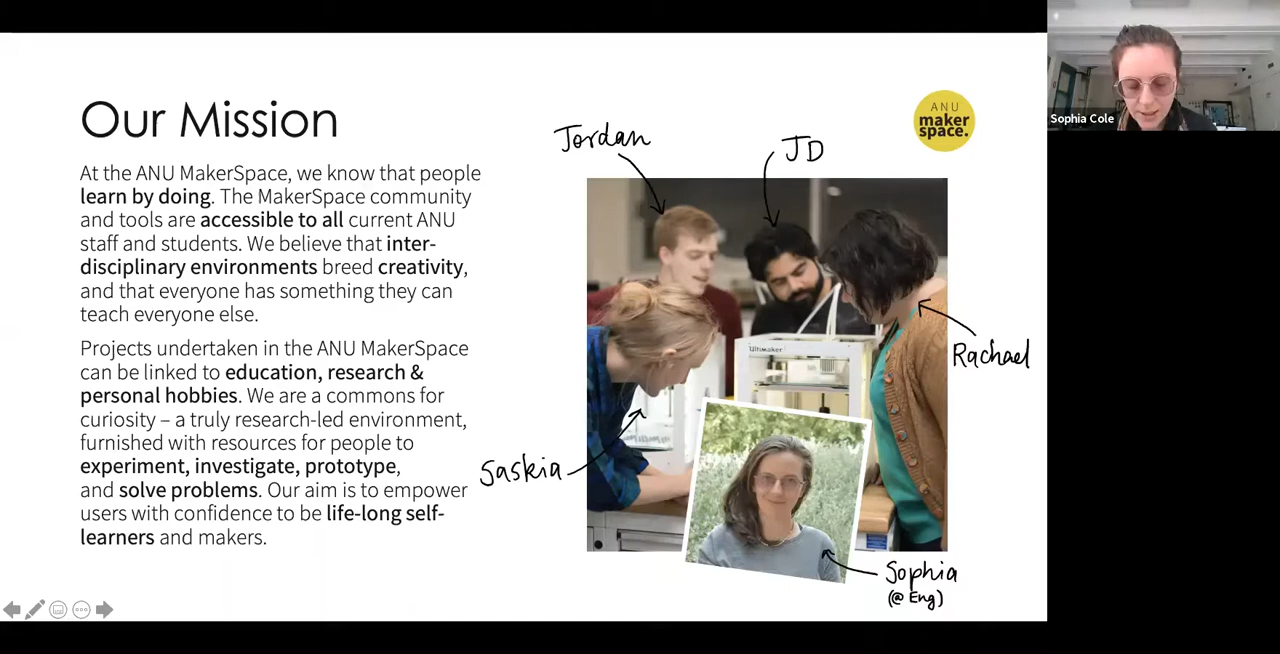 Our Mission
At the ANU MakerSpace, we know that people
learn by doing. The MakerSpace community
and tools are accessible to all current ANU
staff and students. We believe that inter-
disciplinary environments breed creativity,
and that everyone has something they can
teach everyone else.
Projects undertaken in the ANU MakerSpace
can be linked to education, research &
personal hobbies. We are a commons for
curiosity – a truly research-led environment,
furnished with resources for people to
experiment, investigate, prototype,
and solve problems. Our aim is to empower
users with confidence to be life-long self-
learners and makers.
ANU
maker
space.
Jordan
JD
Ultimaker
Rachael
Saskia
Sophia
(@ Eng)
Sophia Cole